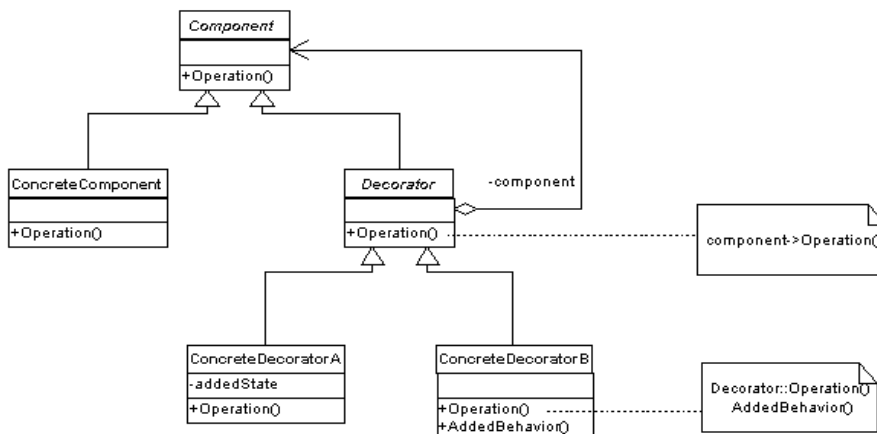 Component
+Operation()
ConcreteComponent
+Operation()
Decorator
+Operation()
-component
component->Operation()
ConcreteDecoratorA
-addedState
+Operation()
ConcreteDecoratorB
+Operation()
+AddedBehavior()
Decorator::Operation()
AddedBehavior()